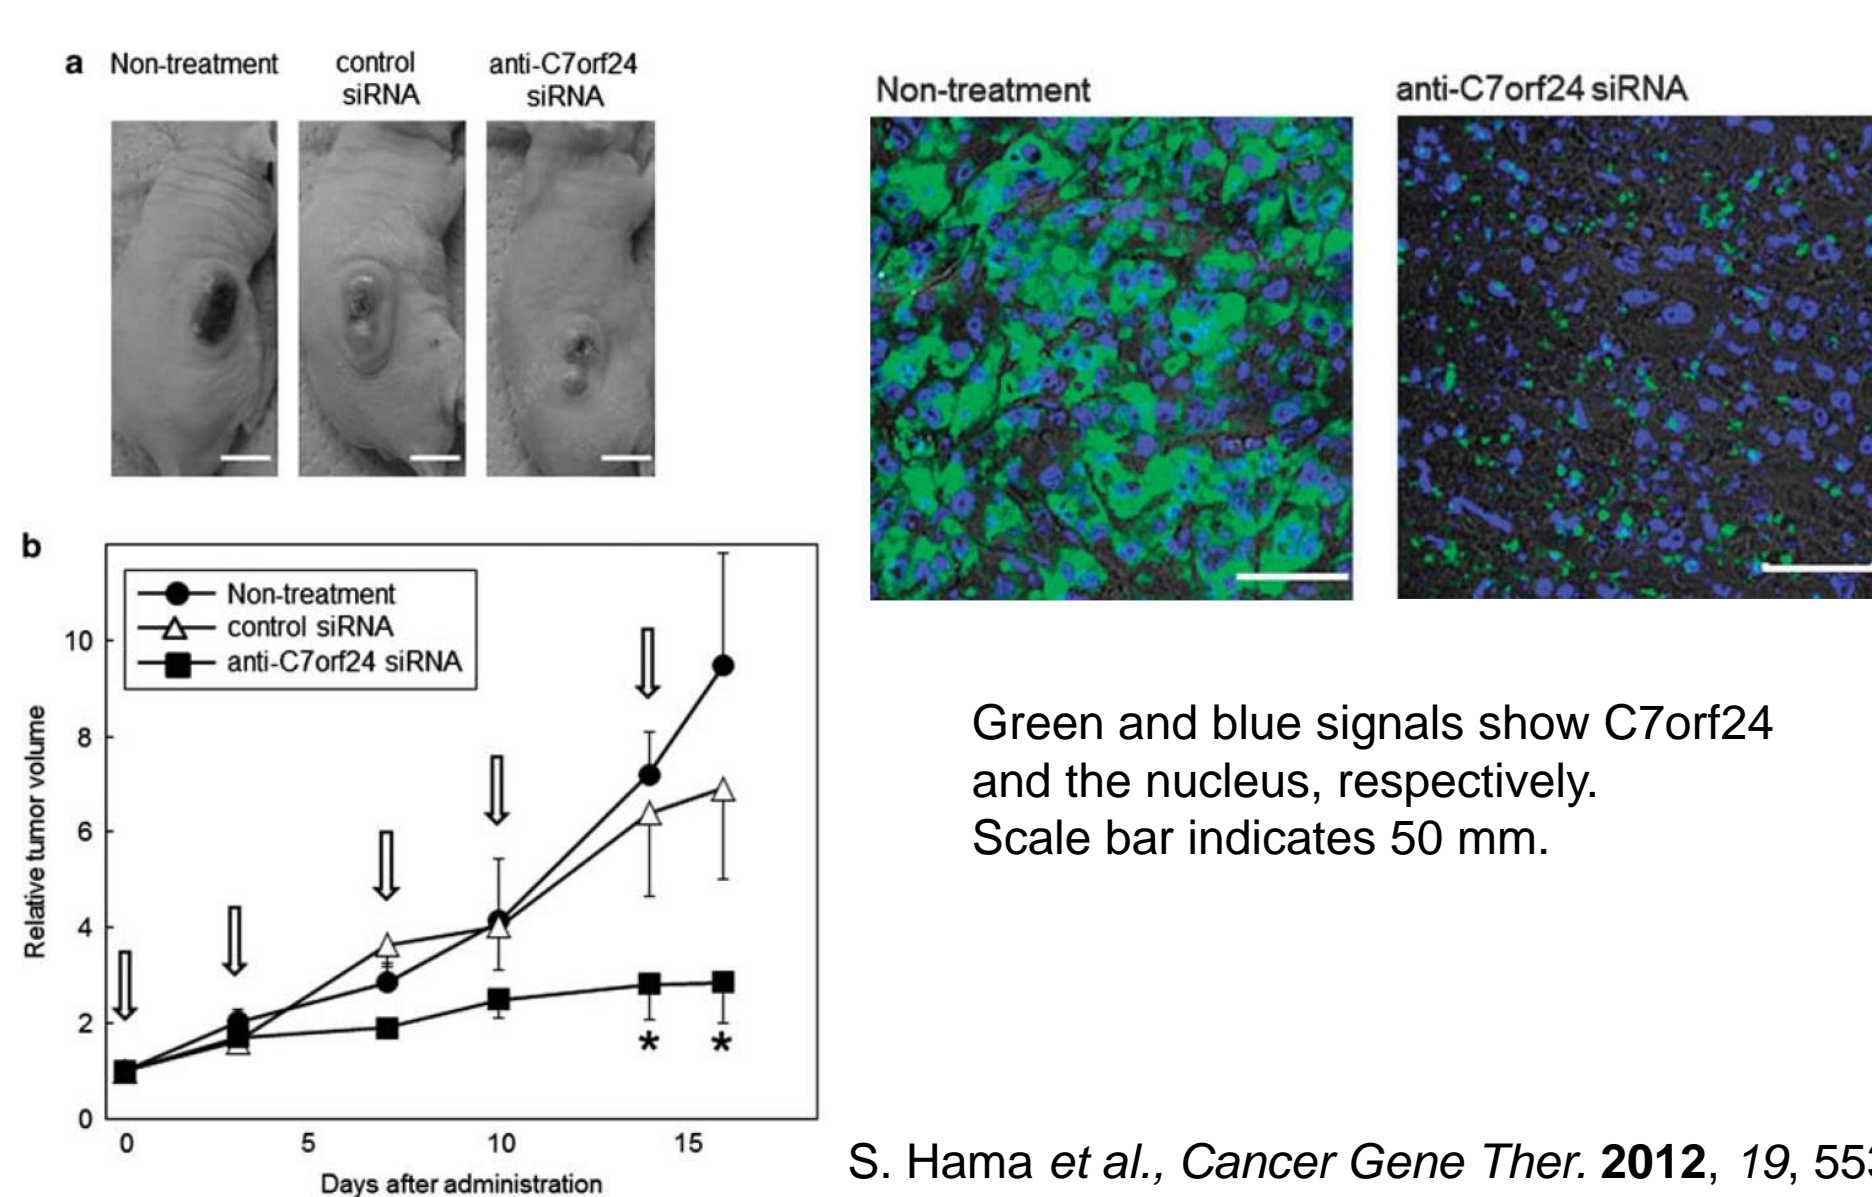 a
Non-treatment
control
siRNA
anti-C7orf24
siRNA
Non-treatment
anti-C7orf24 siRNA
b
Non-treatment
control siRNA
anti-C7orf24 siRNA
Relative tumor volume
10
8
6
4
2
0
* *
0 5 10 15
Days after administration
Green and blue signals show C7orf24
and the nucleus, respectively.
Scale bar indicates 50 mm.
S. Hama et al., Cancer Gene Ther. 2012, 19, 553